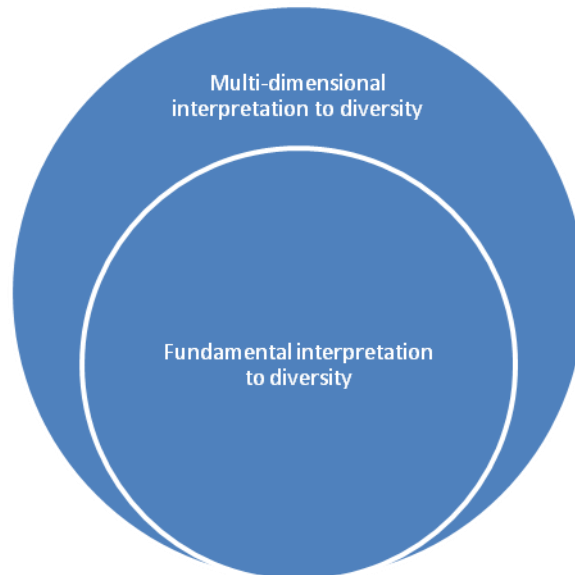 Multi-dimensional
interpretation to diversity
Fundamental interpretation
to diversity